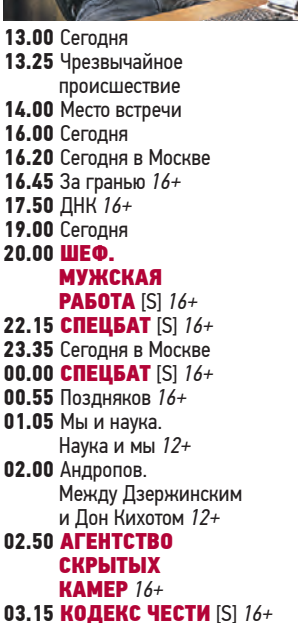 13.00 Сегодня
13.25 Чрезвычайное
происшествие
14.00 Место встречи
16.00 Сегодня
16.20 Сегодня в Москве
16.45 За гранью 16+
17.50 ДНК 16+
19.00 Сегодня
20.00 ШЕФ.
МУЖСКАЯ
РАБОТА [S] 16+
22.15 СПЕЦБАТ [S] 16+
23.35 Сегодня в Москве
00.00 СПЕЦБАТ [S] 16+
00.55 Поздняков 16+
01.05 Мы и наука.
Наука и мы 12+
02.00 Андропов.
Между Дзержинским
и Дон Кихотом 12+
02.50 АГЕНТСТВО
СКРЫТЫХ
КАМЕР 16+
03.15 КОДЕКС ЧЕСТИ [S] 16+